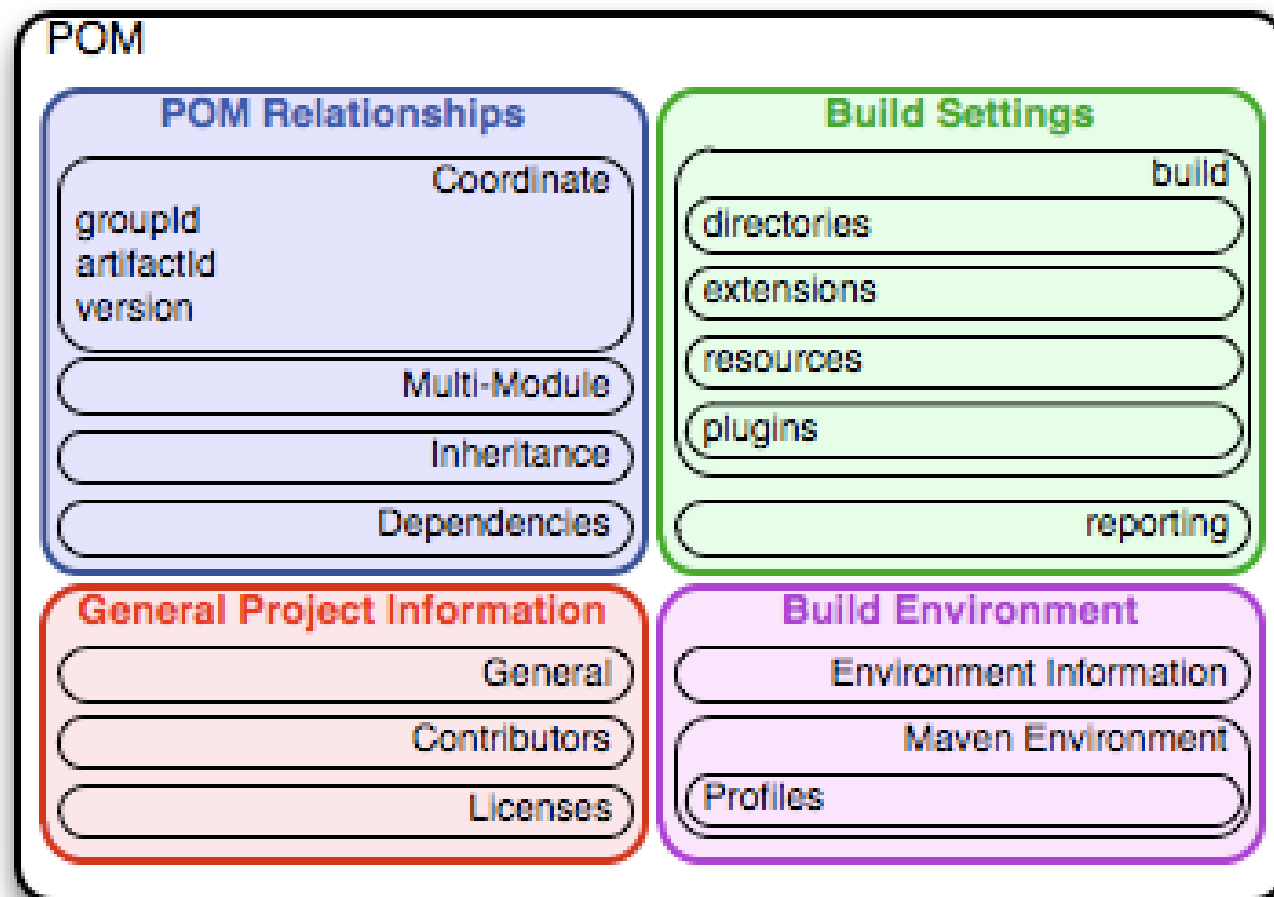 POM
POM Relationships
Coordinate
groupId
artifactId
version
Multi-Module
Inheritance
Dependencies
Build Settings
build
directories
extensions
resources
plugins
reporting
General Project Information
General
Contributors
Licenses
Build Environment
Environment Information
Maven Environment
Profiles